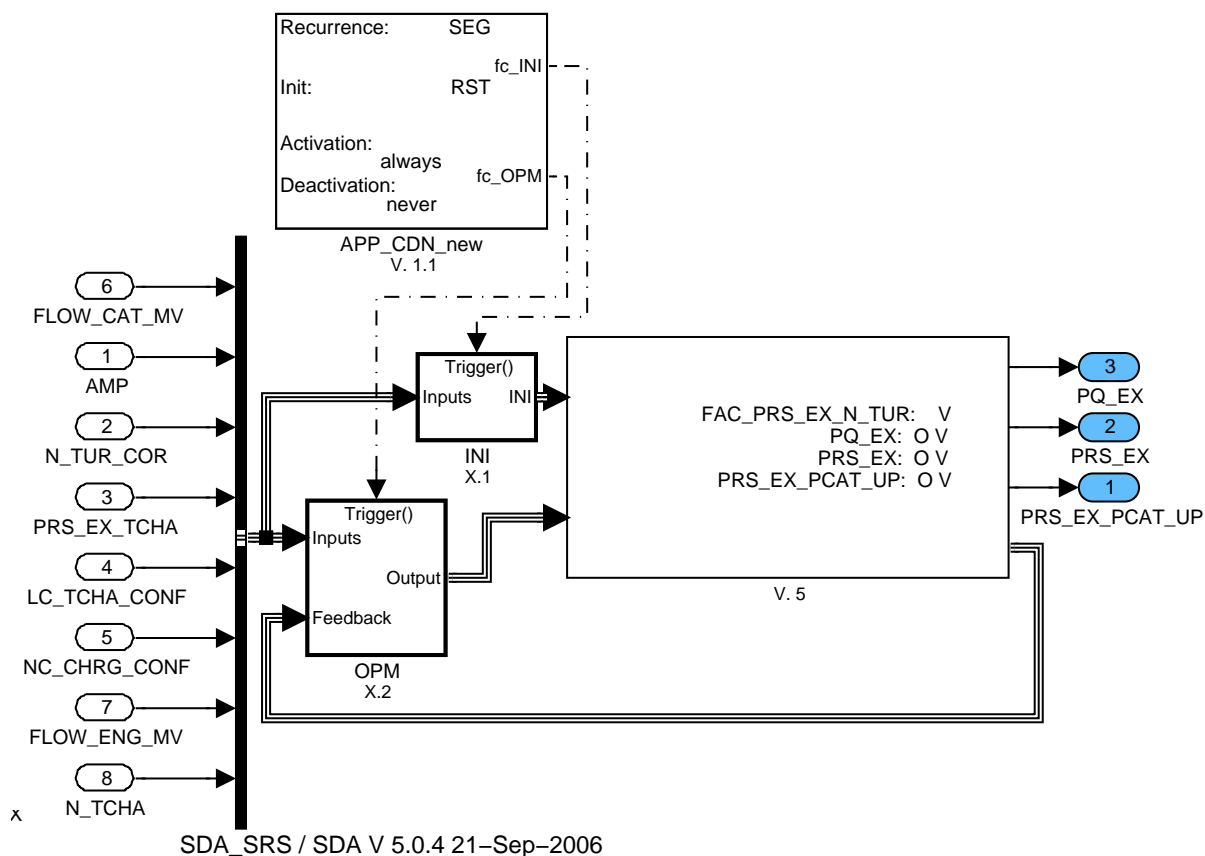 Recurrence: SEG
fc_INI
Init: RST
Activation:
always
fc_OPM
Deactivation:
never
APP_CDN_new
V. 1.1
6
FLOW_CAT_MV
1
AMP
2
N_TUR_COR
3
PRS_EX_TCHA
4
LC_TCHA_CONF
5
NC_CHRG_CONF
7
FLOW_ENG_MV
8
N_TCHA
x
Trigger()
Inputs INI
INI
X.1
Trigger()
Inputs
Output
Feedback
OPM
X.2
FAC_PRS_EX_N_TUR: V
PQ_EX: O V
PRS_EX: O V
PRS_EX_PCAT_UP: O V
V. 5
3
PQ_EX
2
PRS_EX
1
PRS_EX_PCAT_UP
SDA_SRS / SDA V 5.0.4 21–Sep–2006